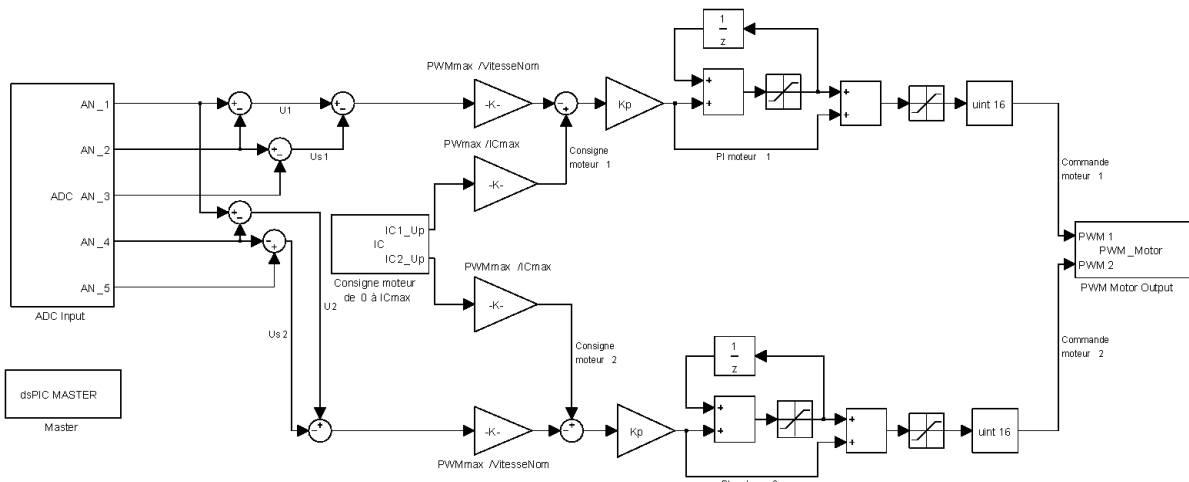 1
z
PWMmax /VitesseNom
AN_1
U1
-K-
Kp
uint 16
AN_2
Us1
PWmax /ICmax
Consigne
moteur 1
PI moteur 1
ADC
AN_3
-K-
Commande
moteur 1
AN_4
IC1_Up
IC
IC2_Up
PWM 1
PWM_Motor
PWM 2
AN_5
Consigne moteur
de 0 à ICmax
PWMmax /ICmax
PWM Motor Output
ADC Input
U2
Us2
-K-
Consigne
moteur 2
Commande
moteur 2
1
z
dsPIC MASTER
Master
-K-
Kp
uint 16
PWMmax /VitesseNom